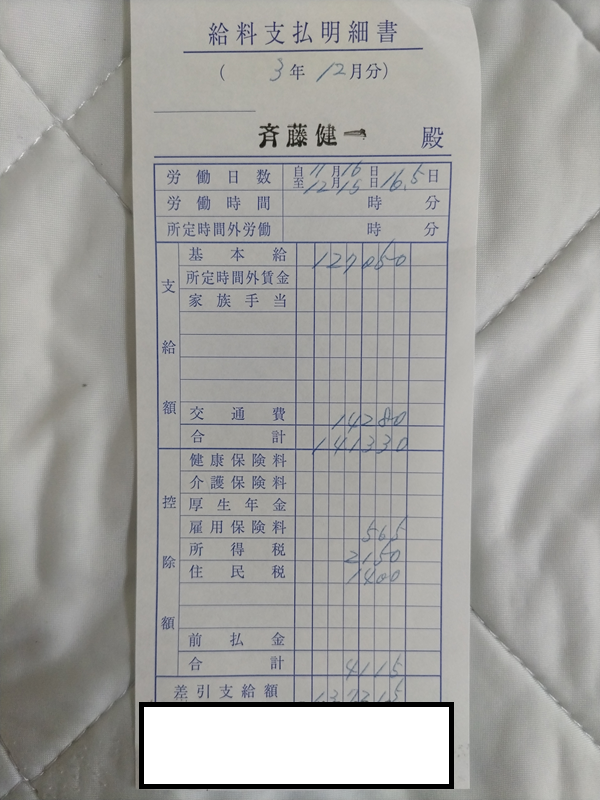 給料支払明細書
( 3年 12月分)
斉藤健一 殿
労働日数 自11月16日 至12月15日 16.5日
労働時間 時 分
所定時間外労働 時 分
支給額
基本給 127050
所定時間外賃金
家族手当
交通費 14280
合計 141330
控除額
健康保険料
介護保険料
厚生年金
雇用保険料 565
所得税 2150
住民税 1400
前払金
合計 4115
差引支給額 137215